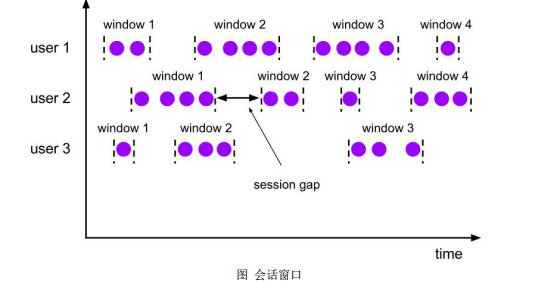 window 1 window 2 window 3 window 4
user 1
window 1 window 2 window 3 window 4
user 2
window 1 window 2 window 3
user 3
session gap
time
图 会话窗口